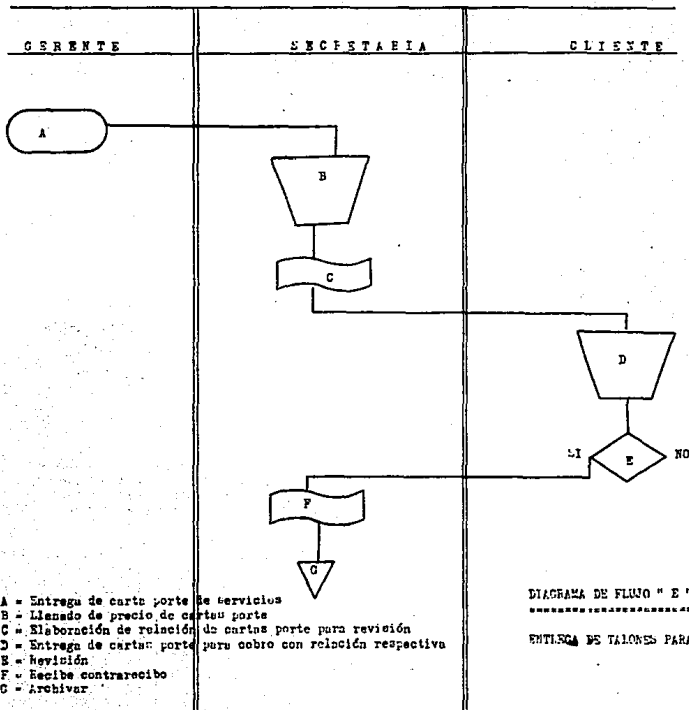 GERENTE SECRETARIA CLIENTE
A
B
C
D
SI E NO
F
G
A = Entrega de carta porte de servicios
B = Llenado de precio de cartas porte
C = Elaboración de relación de cartas porte para revisión
D = Entrega de cartas porte para cobro con relación respectiva
E = Revisión
F = Recibe contrarecibo
G = Archivar
DIAGRAMA DE FLUJO " E "
ENTREGA DE TALONES PARA